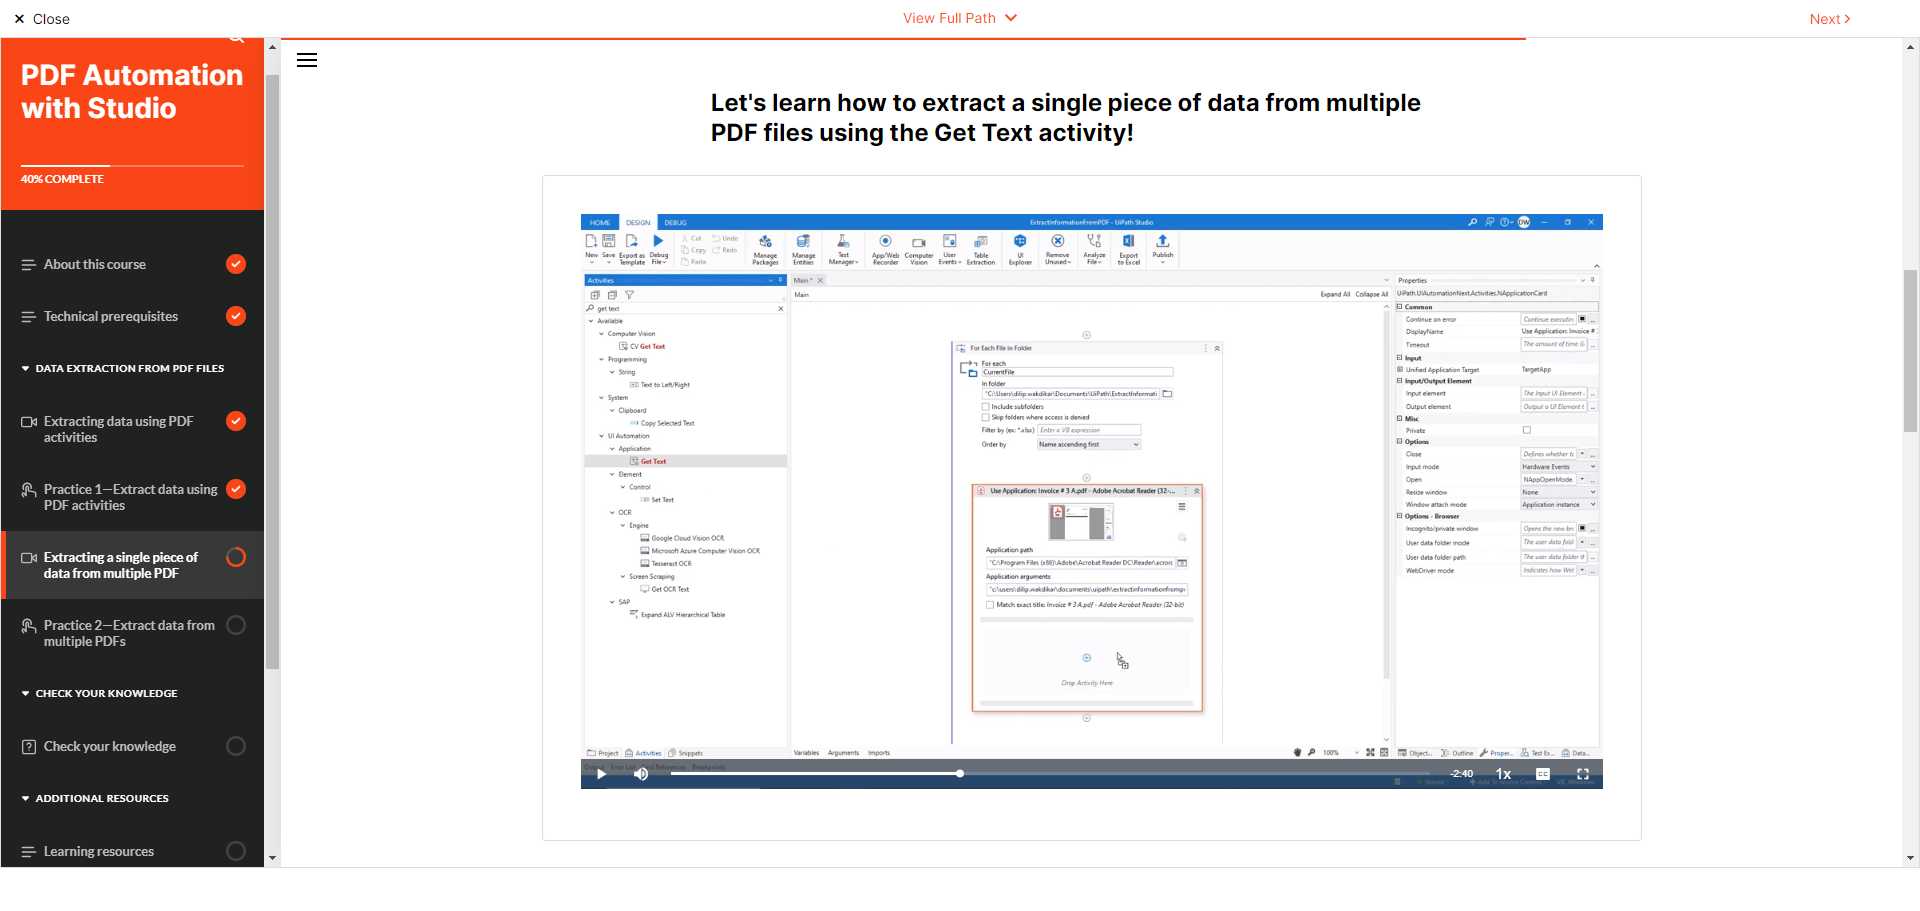 Close
View Full Path
Next
PDF Automation
with Studio
40% COMPLETE
About this course
Technical prerequisites
DATA EXTRACTION FROM PDF FILES
Extracting data using PDF
activities
Practice 1—Extract data using
PDF activities
Extracting a single piece of
data from multiple PDF
Practice 2—Extract data from
multiple PDFs
CHECK YOUR KNOWLEDGE
Check your knowledge
ADDITIONAL RESOURCES
Learning resources
Let's learn how to extract a single piece of data from multiple
PDF files using the Get Text activity!
HOME DESIGN DEBUG
ExtractInformationFromPDF - UiPath Studio
DW
New Save Export as Template Debug File
Cut Copy Paste Undo Redo
Manage Packages
Manage Entities
Test Manager
App/Web Recorder
Computer Vision
User Events
Table Extraction
UI Explorer
Remove Unused
Analyze File
Export to Excel
Publish
Activities
get text
Available
Computer Vision
CV Get Text
Programming
String
Text to Left/Right
System
Clipboard
Copy Selected Text
UI Automation
Application
Get Text
Element
Control
Set Text
OCR
Engine
Google Cloud Vision OCR
Microsoft Azure Computer Vision OCR
Tesseract OCR
Screen Scraping
Get OCR Text
SAP
Expand ALV Hierarchical Table
Project Activities Snippets
Main *
Main
Expand All Collapse All
For Each File in Folder
For each
CurrentFile
In folder
"C:\Users\dilip.wakdikar\Documents\UiPath\ExtractInformati
Include subfolders
Skip folders where access is denied
Filter by (ex: *.xlsx) Enter a VB expression
Order by Name ascending first
Use Application: Invoice # 3 A.pdf - Adobe Acrobat Reader (32-...
Application path
"C:\Program Files (x86)\Adobe\Acrobat Reader DC\Reader\acrord
Application arguments
"c:\users\dilip.wakdikar\documents\uipath\extractinformationfromp
Match exact title: Invoice # 3 A.pdf - Adobe Acrobat Reader (32-bit)
Drop Activity Here
Variables Arguments Imports
100%
Properties
UiPath.UIAutomationNext.Activities.NApplicationCard
Common
Continue on error Continue executin
DisplayName Use Application: Invoice #
Timeout The amount of time (i
Input
Unified Application Target TargetApp
Input/Output Element
Input element The Input UI Element
Output element Output a UI Element t
Misc
Private
Options
Close Defines whether t
Input mode Hardware Events
Open NAppOpenMode
Resize window None
Window attach mode Application instance
Options - Browser
Incognito/private window Opens the new bro
User data folder mode The user data fold
User data folder path The user data folder t
WebDriver mode Indicates how Wel
Object... Outline Proper... Test Ex... Data...
-2:40
1x
CC